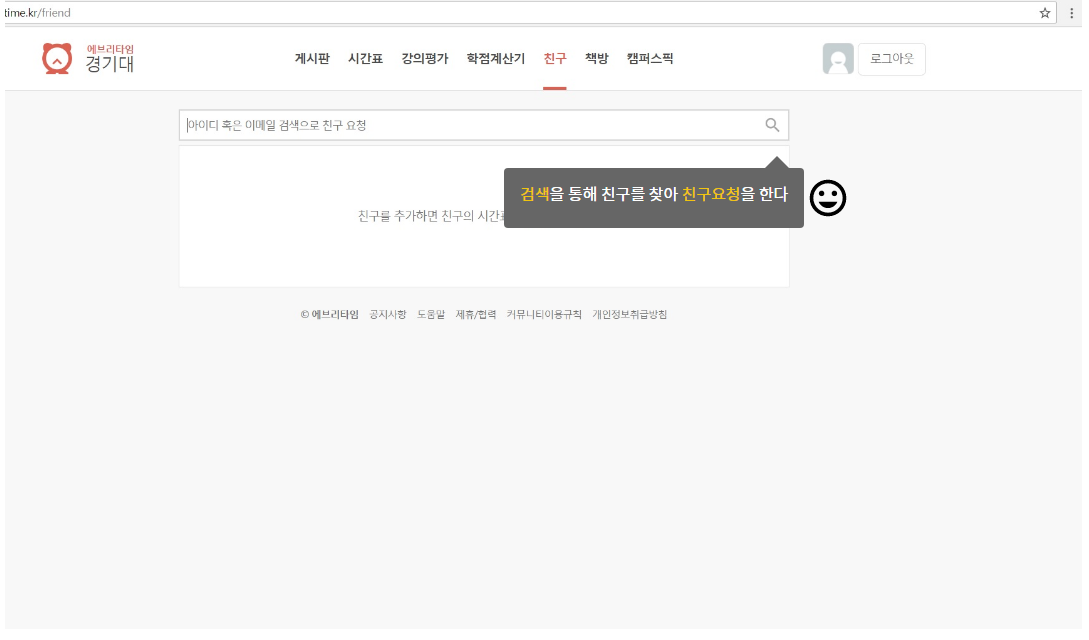 time.kr/friend
에브리타임
경기대
게시판 시간표 강의평가 학점계산기 친구 책방 캠퍼스픽
로그아웃
아이디 혹은 이메일 검색으로 친구 요청
검색을 통해 친구를 찾아 친구요청을 한다
친구를 추가하면 친구의
© 에브리타임 공지사항 도움말 제휴/협력 커뮤니티이용규칙 개인정보취급방침